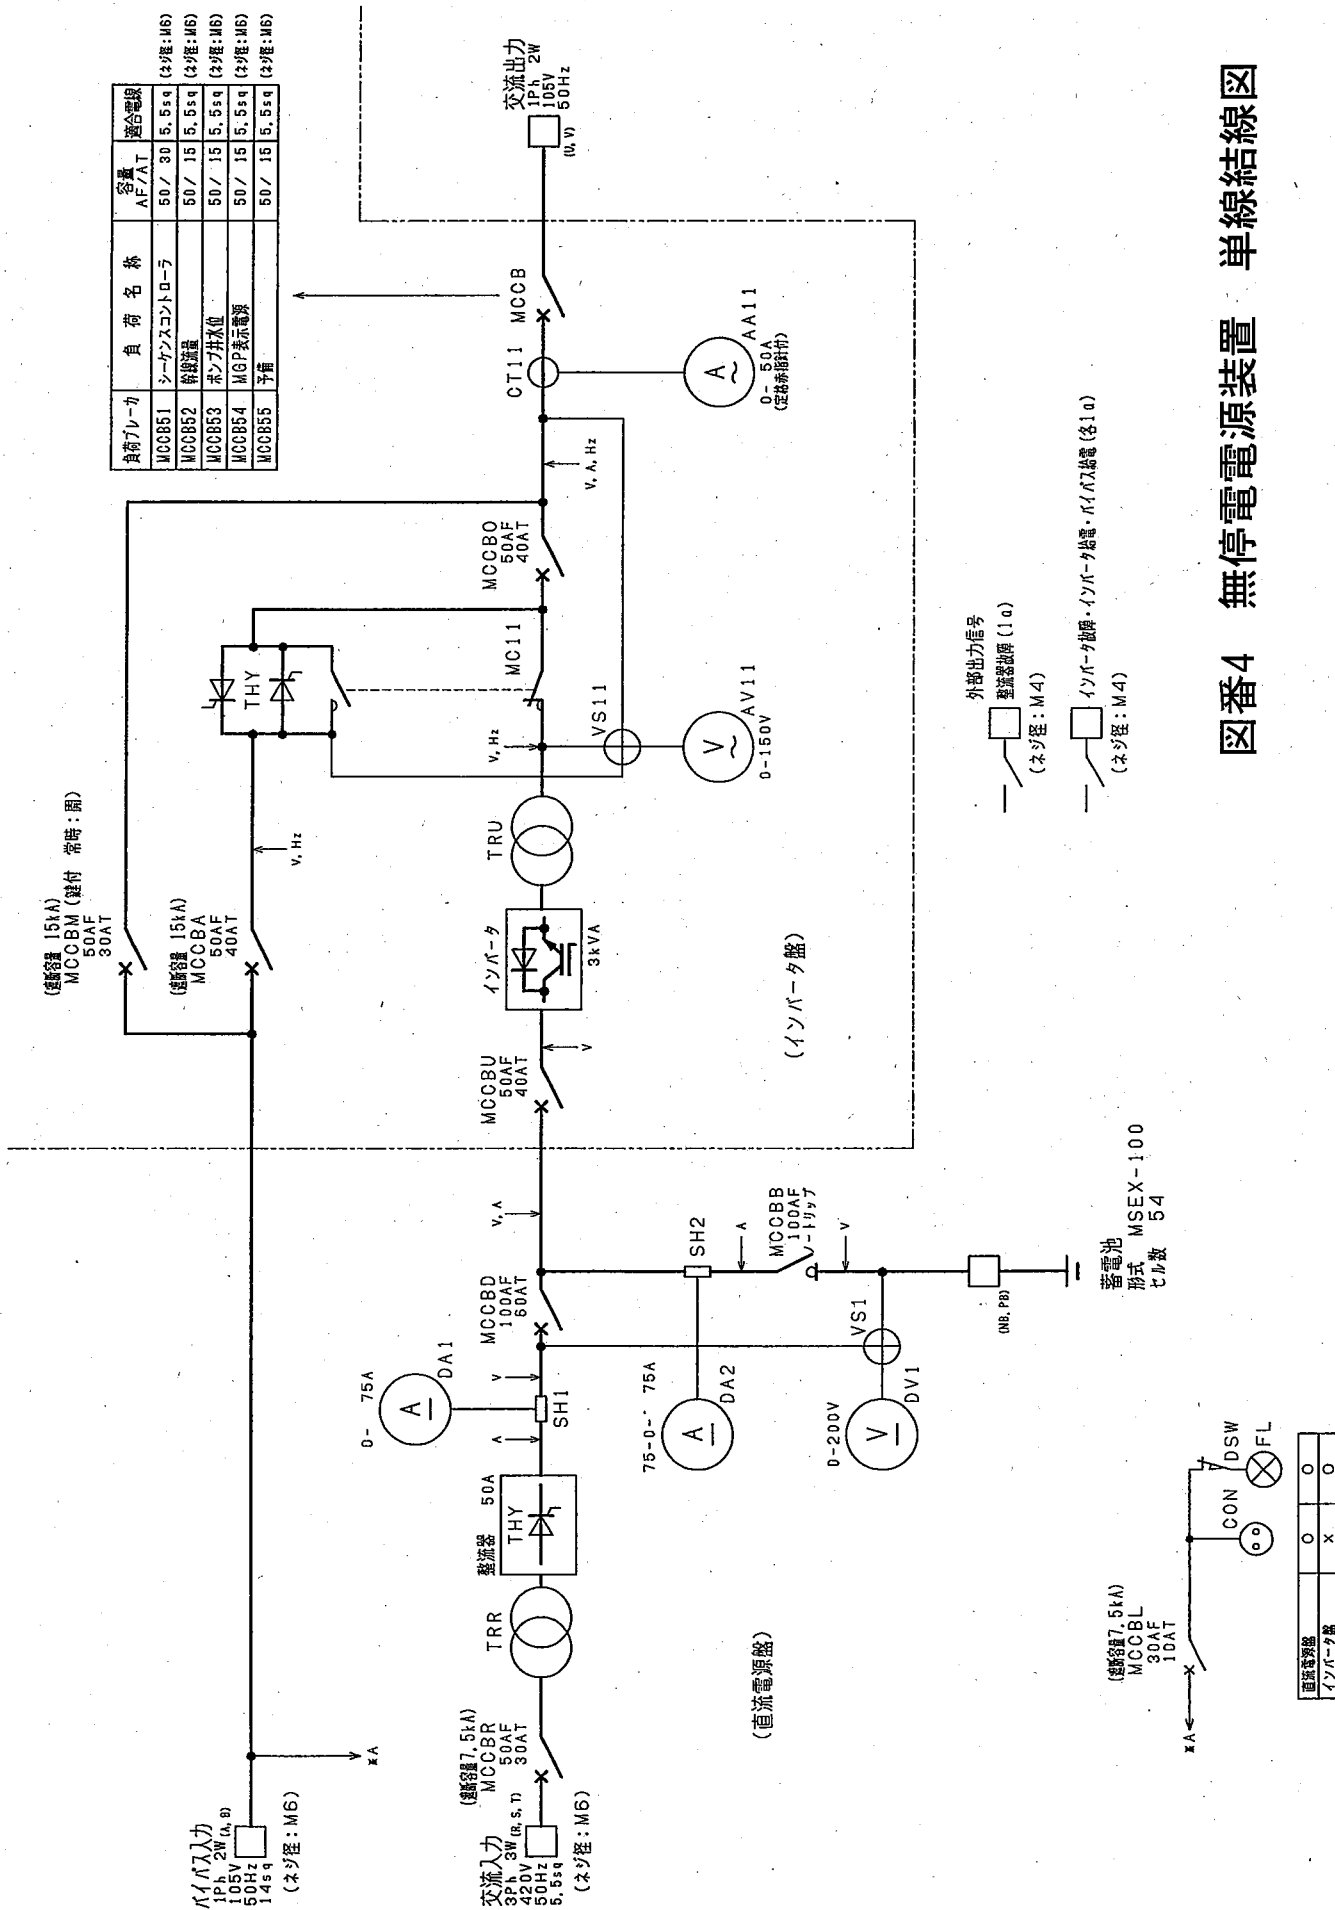 バイパス入力
1Ph 2W (A, B)
105V
50Hz
14sq
(ネジ径:M6)
※A
(遮断容量 15kA)
MCCBM (鍵付 常時:開)
50AF
30AT
(遮断容量 15kA)
MCCBA
50AF
40AT
V, Hz
THY
交流入力
3Ph 3W (R, S, T)
420V
50Hz
5.5sq
(ネジ径:M6)
(遮断容量7.5kA)
MCCBR
50AF
30AT
TRR
整流器 50A
THY
A
V
SH1
0- 75A
A
DA1
MCCBD
100AF
60AT
V, A
MCCBU
50AF
40AT
V
インバータ
3kVA
TRU
V, Hz
MC11
VS11
V
AV11
0-150V
MCCBO
50AF
40AT
V, A, Hz
CT11
A
AA11
0- 50A
(定格赤指針付)
MCCB
交流出力
1Ph 2W
105V
50Hz
(U, V)
負荷ブレーカ 負荷名称 容量 AF/AT 適合電線
MCCB51 シーケンスコントローラ 50/ 30 5.5sq (ネジ径:M6)
MCCB52 幹線流量 50/ 15 5.5sq (ネジ径:M6)
MCCB53 ポンプ井水位 50/ 15 5.5sq (ネジ径:M6)
MCCB54 MGP表示電源 50/ 15 5.5sq (ネジ径:M6)
MCCB55 予備 50/ 15 5.5sq (ネジ径:M6)
SH2
A
MCCBB
100AF
ノートリップ
V
75-0- 75A
A
DA2
VS1
0-200V
V
DV1
(NB, PB)
蓄電池
形式 MSEX-100
セル数 54
(直流電源盤)
(インバータ盤)
外部出力信号
整流器故障 (1a)
(ネジ径:M4)
インバータ故障・インバータ給電・バイパス給電 (各1a)
(ネジ径:M4)
※A
(遮断容量7.5kA)
MCCBL
30AF
10AT
CON
DSW
FL
直流電源盤 ○ ○
インバータ盤 × ○
図番4 無停電電源装置 単線結線図